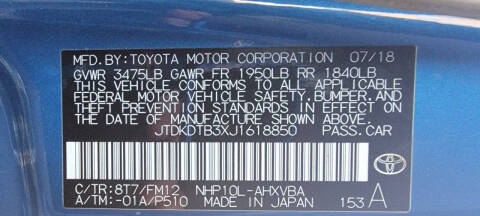 MFD.BY:TOYOTA MOTOR CORPORATION 07/18
GVWR 3475LB GAWR FR 1950LB RR 1840LB
THIS VEHICLE CONFORMS TO ALL APPLICABLE
FEDERAL MOTOR VEHICLE SAFETY,BUMPER,AND
THEFT PREVENTION STANDARDS IN EFFECT ON
THE DATE OF MANUFACTURE SHOWN ABOVE.
JTDKDTB3XJ1618850 PASS.CAR
C/TR:8T7/FM12 NHP10L-AHXVBA
A/TM:-01A/P510 MADE IN JAPAN 153 A
TOYOTA